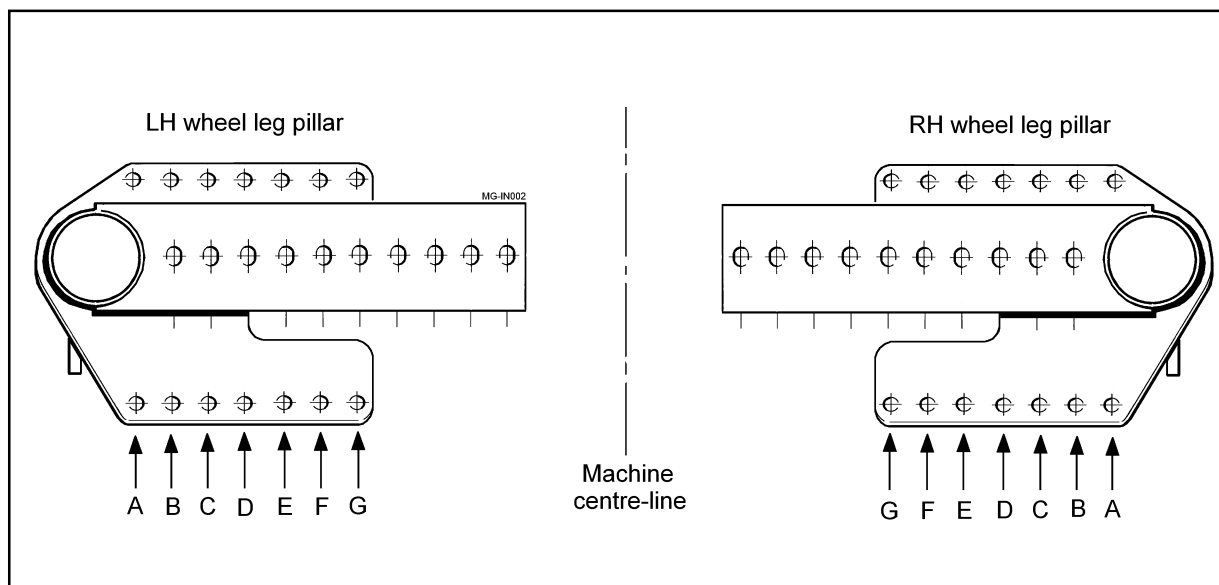 LH wheel leg pillar
RH wheel leg pillar
MG-IN002
Machine
centre-line
A B C D E F G
G F E D C B A